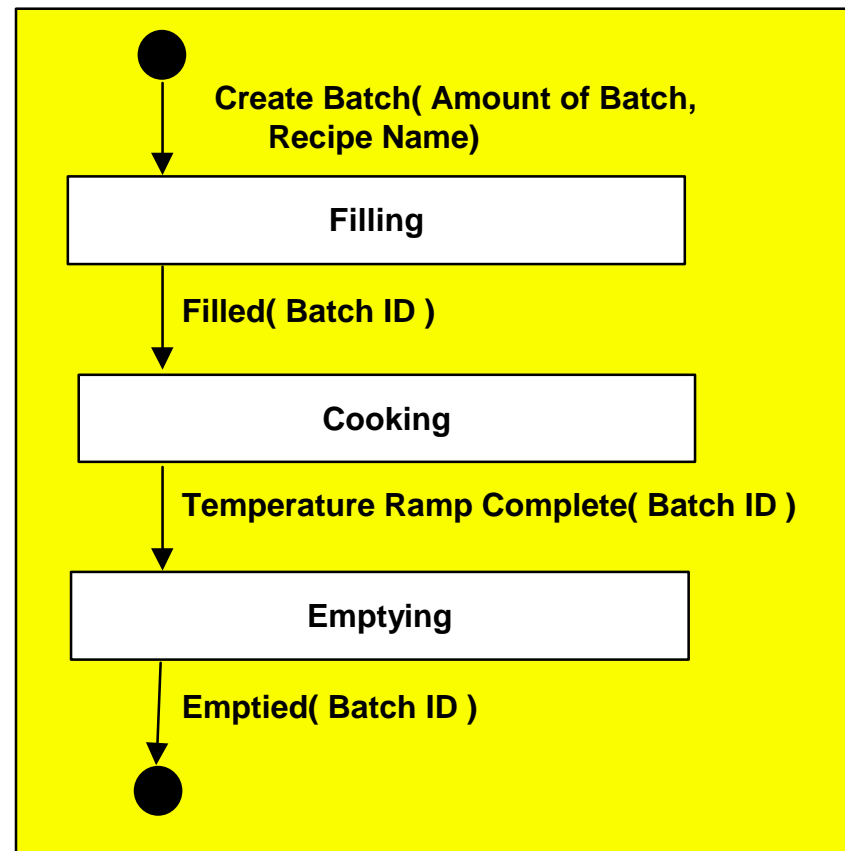 Create Batch( Amount of Batch,
Recipe Name)
Filling
Filled( Batch ID )
Cooking
Temperature Ramp Complete( Batch ID )
Emptying
Emptied( Batch ID )